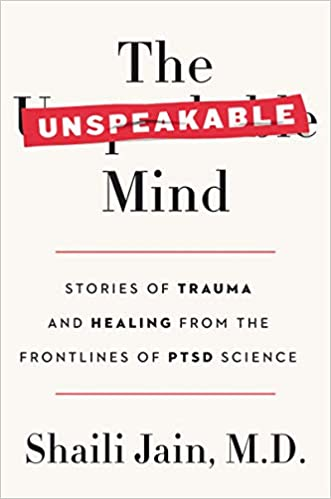 The
UNSPEAKABLE
Mind
STORIES OF TRAUMA
AND HEALING FROM THE
FRONTLINES OF PTSD SCIENCE
Shaili Jain, M.D.